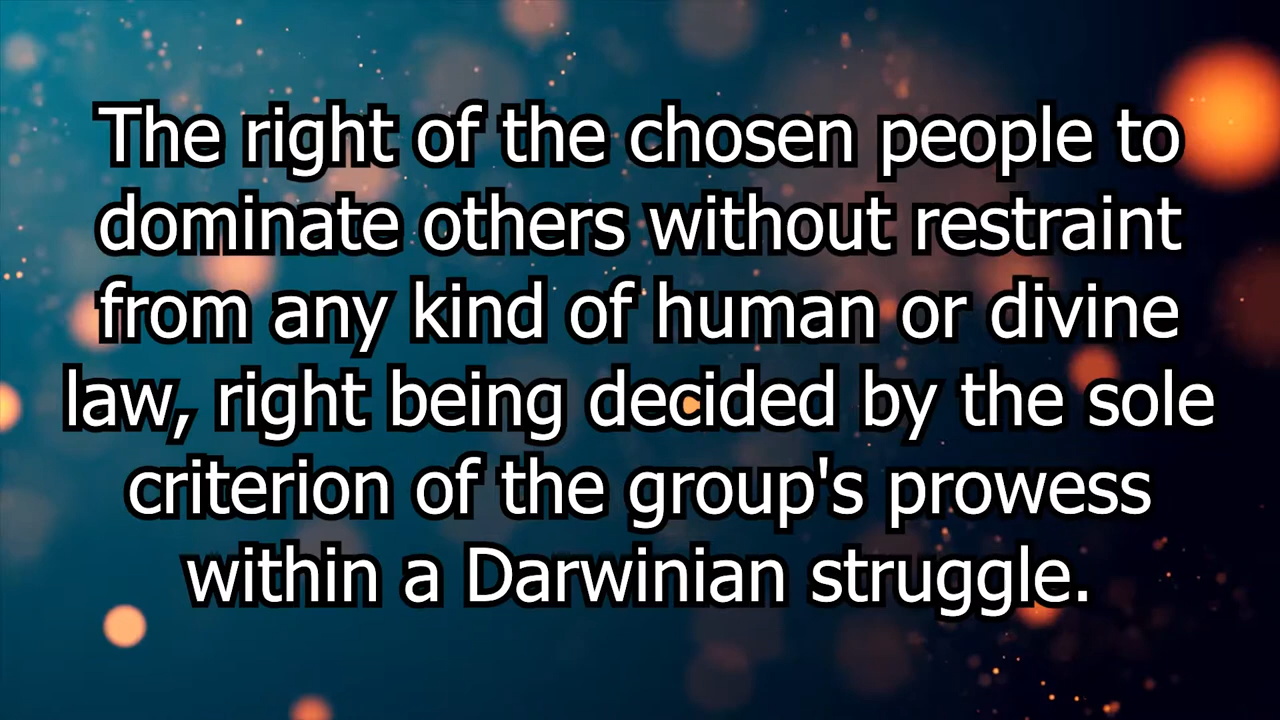 The right of the chosen people to
dominate others without restraint
from any kind of human or divine
law, right being decided by the sole
criterion of the group's prowess
within a Darwinian struggle.